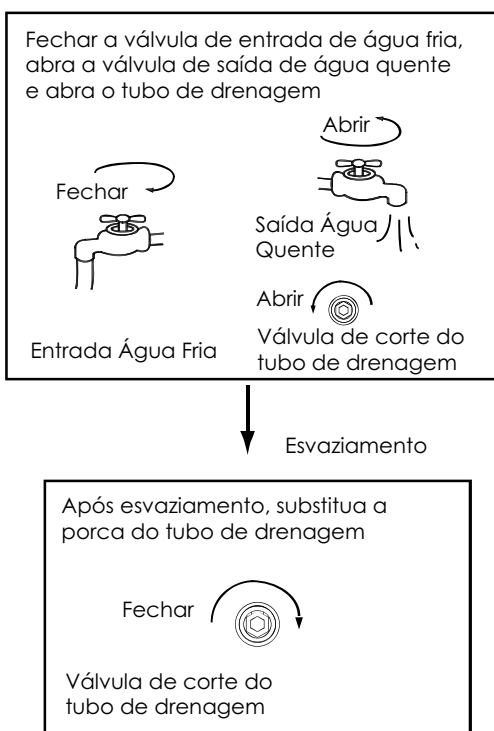 Fechar a válvula de entrada de água fria,
abra a válvula de saída de água quente
e abra o tubo de drenagem
Abrir
Fechar
Saída Água
Quente
Abrir
Entrada Água Fria
Válvula de corte do
tubo de drenagem
Esvaziamento
Após esvaziamento, substitua a
porca do tubo de drenagem
Fechar
Válvula de corte do
tubo de drenagem